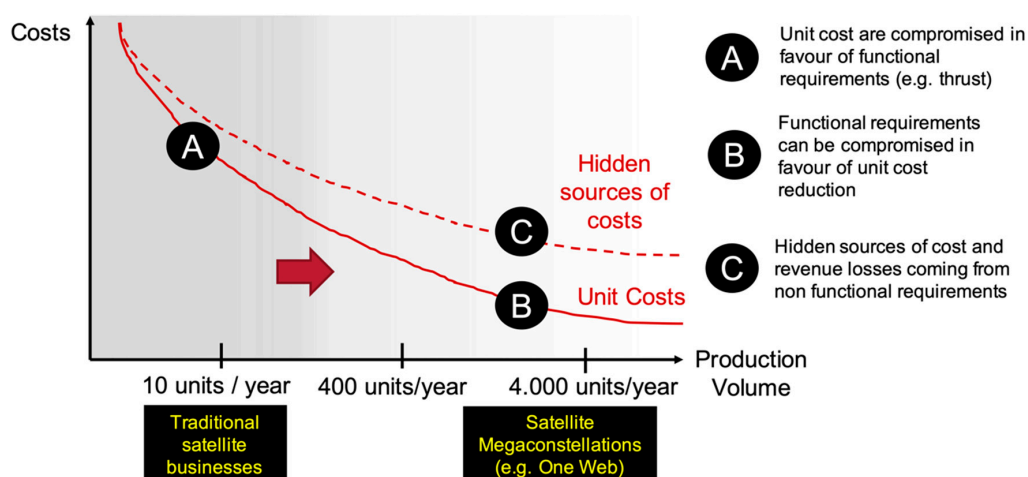 Costs
A
Unit cost are compromised in
favour of functional
requirements (e.g. thrust)
B
Functional requirements
can be compromised in
favour of unit cost
reduction
C
Hidden sources of cost and
revenue losses coming from
non functional requirements
A
Hidden
sources of
costs
C
B
Unit Costs
Production
Volume
10 units / year
400 units/year
4.000 units/year
Traditional
satellite
businesses
Satellite
Megaconstellations
(e.g. One Web)